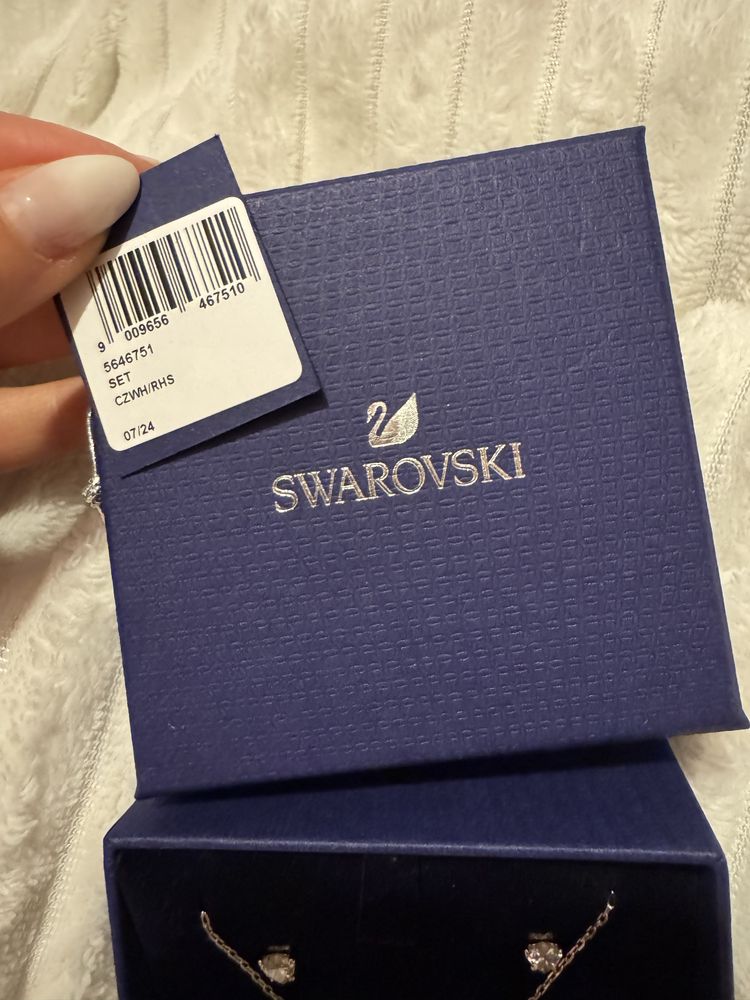 9 009656 467510
5646751
SET
CZWH/RHS
07/24
SWAROVSKI